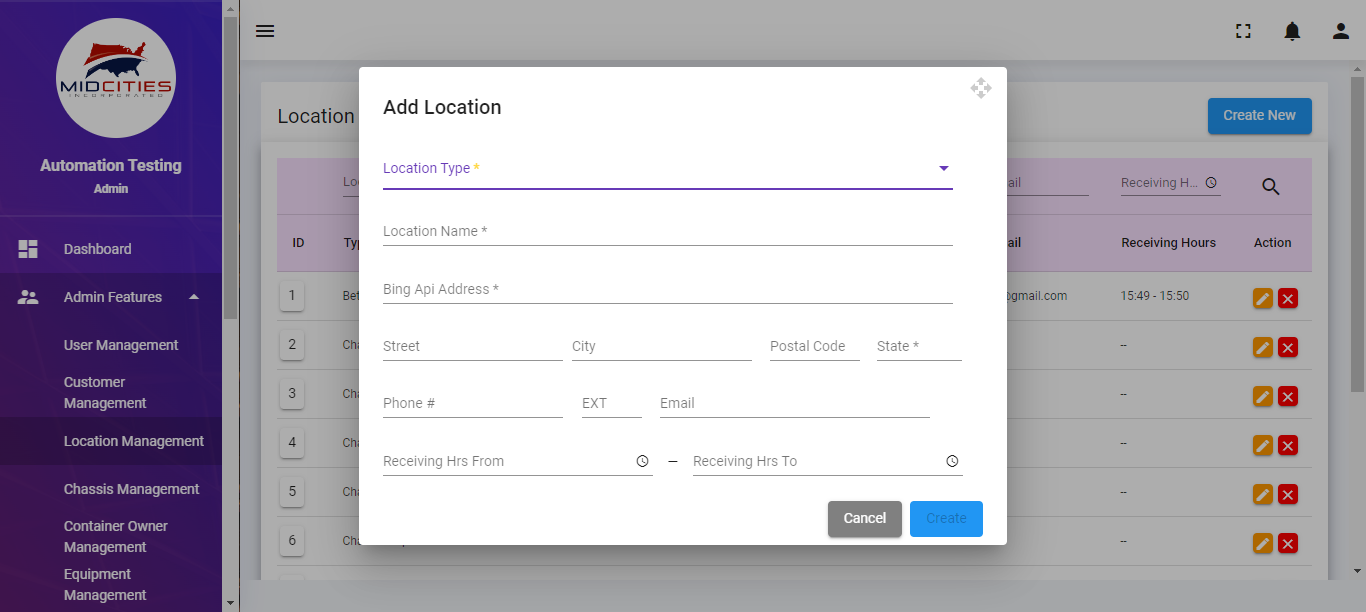 MIDCITIES
INCORPORATED
Automation Testing
Admin
Dashboard
Admin Features
User Management
Customer
Management
Location Management
Chassis Management
Container Owner
Management
Equipment
Management
Location
Create New
Lo
ail
Receiving H...
ID
Ty
ail
Receiving Hours
Action
1
Bet
@gmail.com
15:49 - 15:50
2
Cha
--
3
Cha
--
4
Cha
--
5
Cha
--
6
Cha
--
Add Location
Location Type *
Location Name *
Bing Api Address *
Street
City
Postal Code
State *
Phone #
EXT
Email
Receiving Hrs From
–
Receiving Hrs To
Cancel
Create